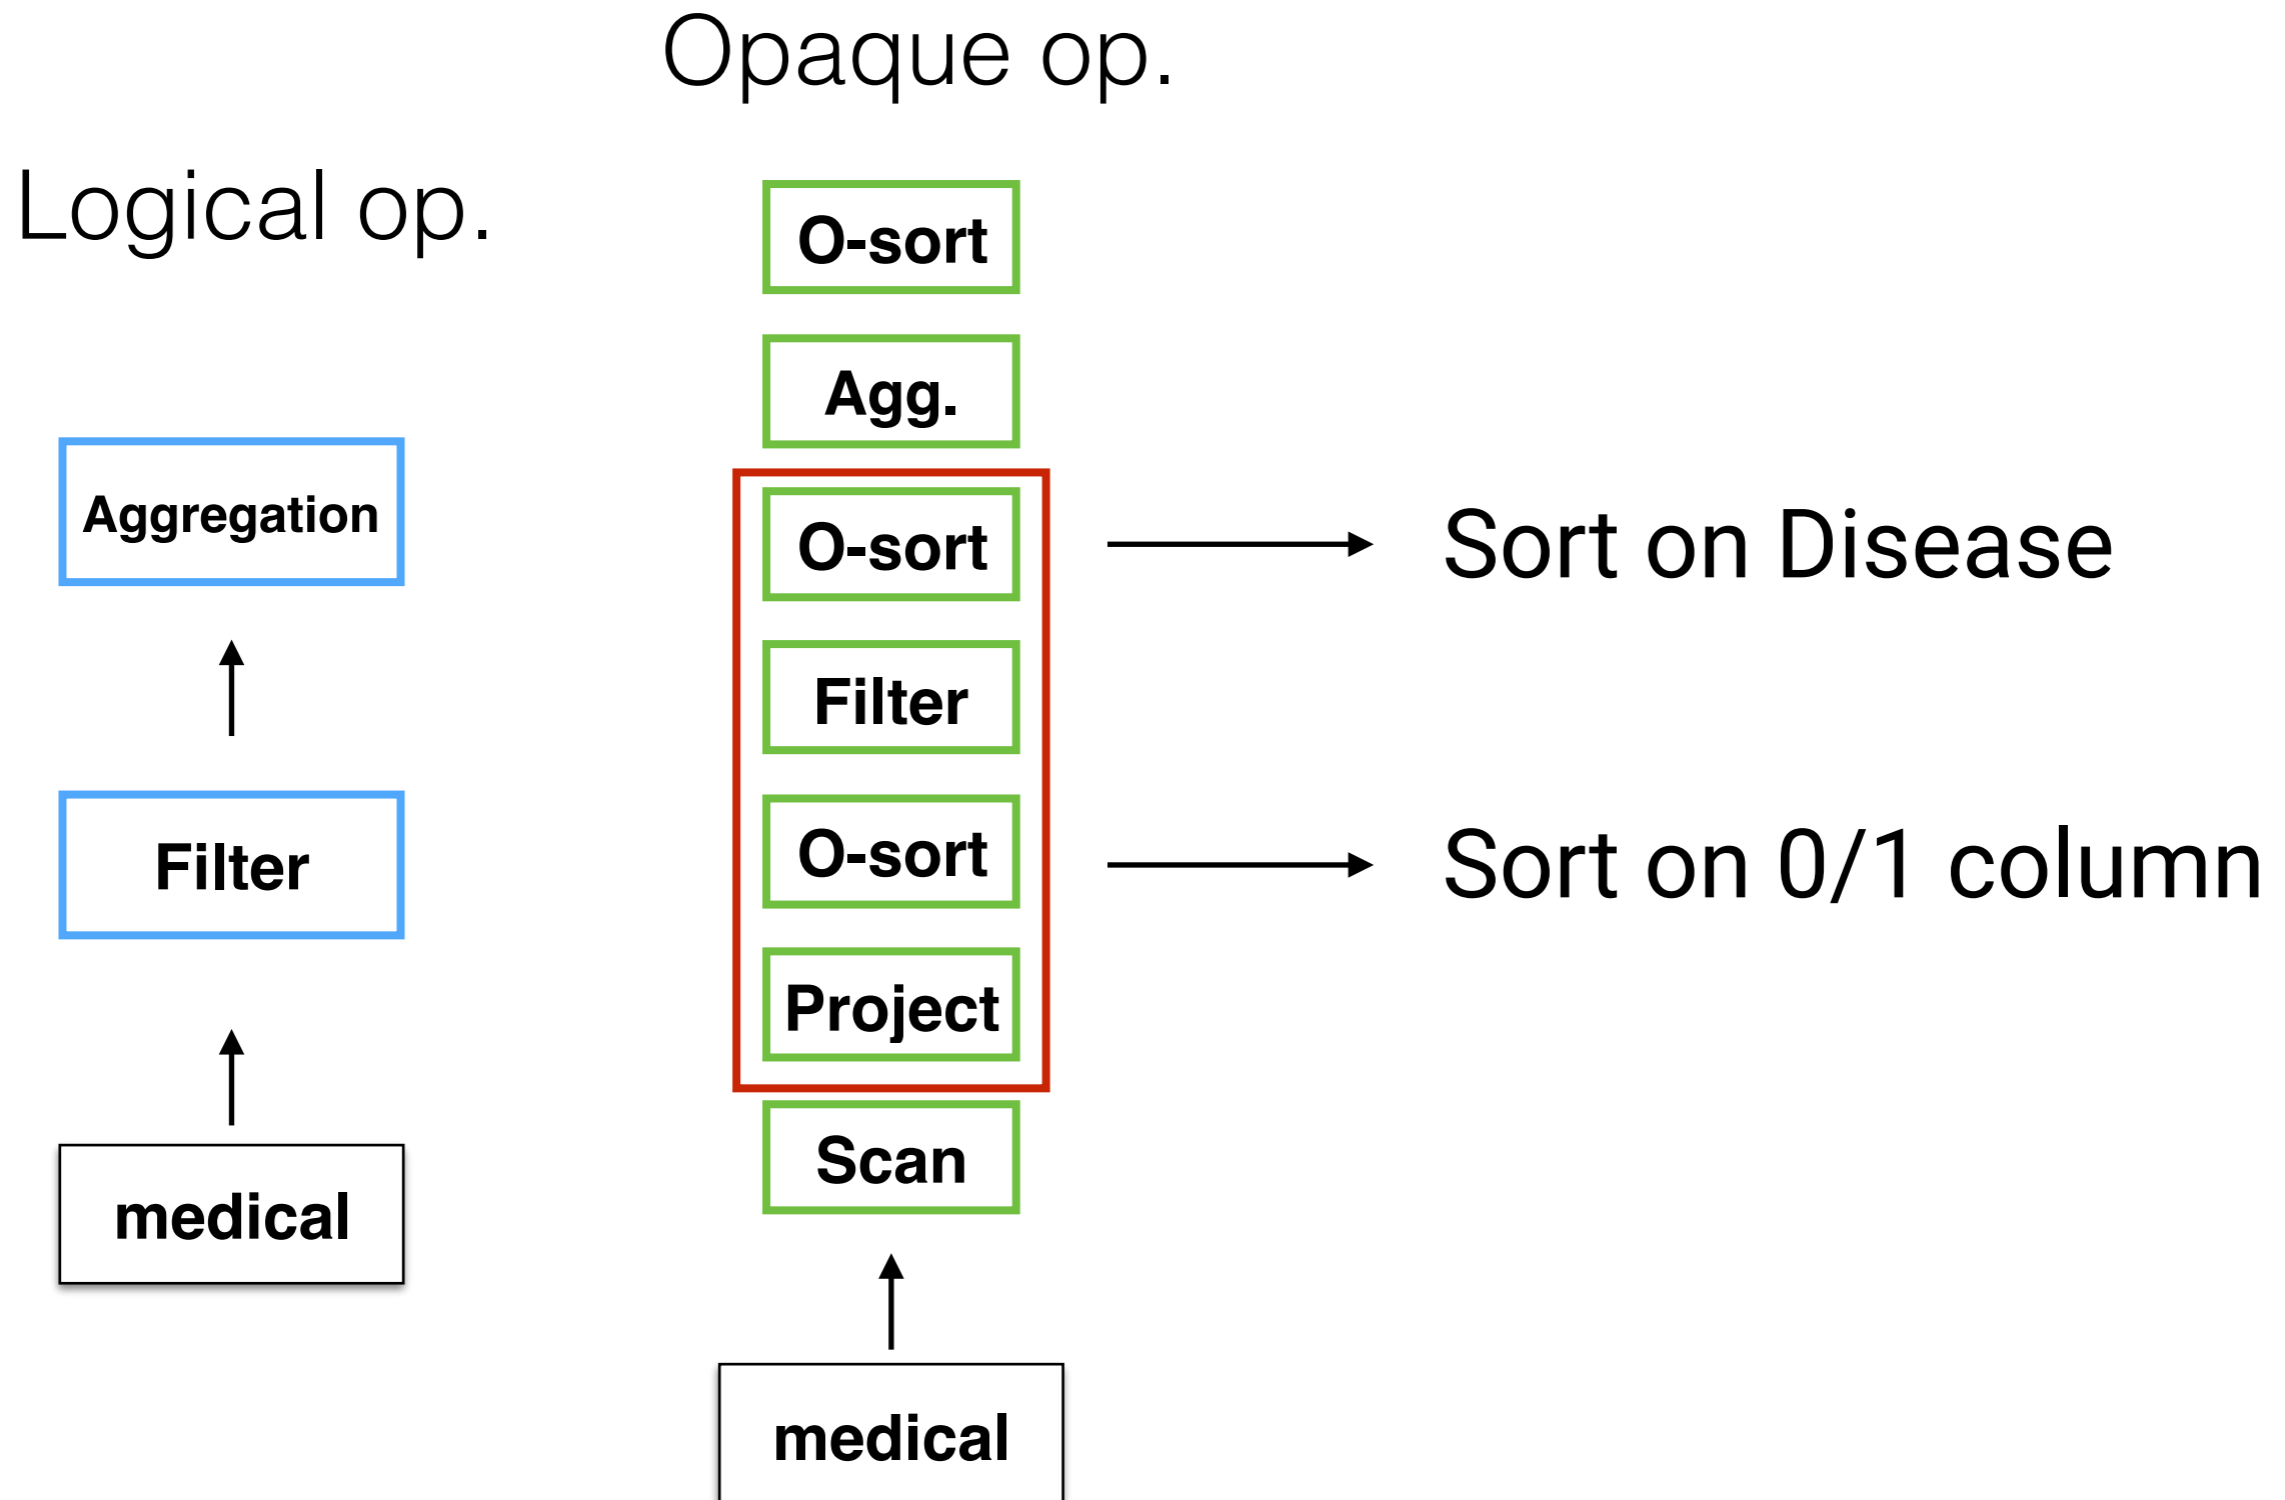 Opaque op.
Logical op.
O-sort
Agg.
Aggregation
O-sort
Sort on Disease
Filter
Filter
O-sort
Sort on 0/1 column
Project
Scan
medical
medical